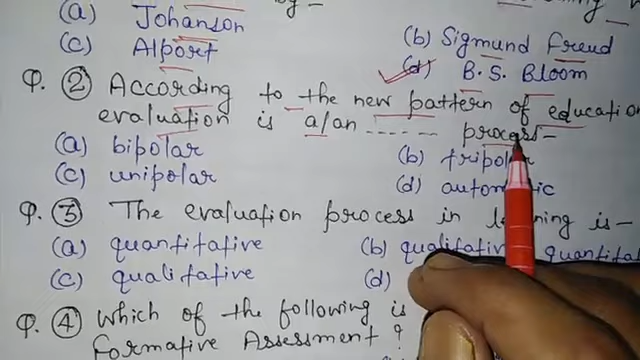 (a) Johanson
(b) Sigmund Freud
(c) Alport
(d) B. S. Bloom
Q. (2) According to the new pattern of education
evaluation is a/an ------- process-
(a) bipolar
(b) tripolar
(c) unipolar
(d) automatic
Q. (3) The evaluation process in learning is-
(a) quantitative
(b) qualitative quantitat
(c) qualitative
(d)
Q. (4) Which of the following is
formative Assessment ?